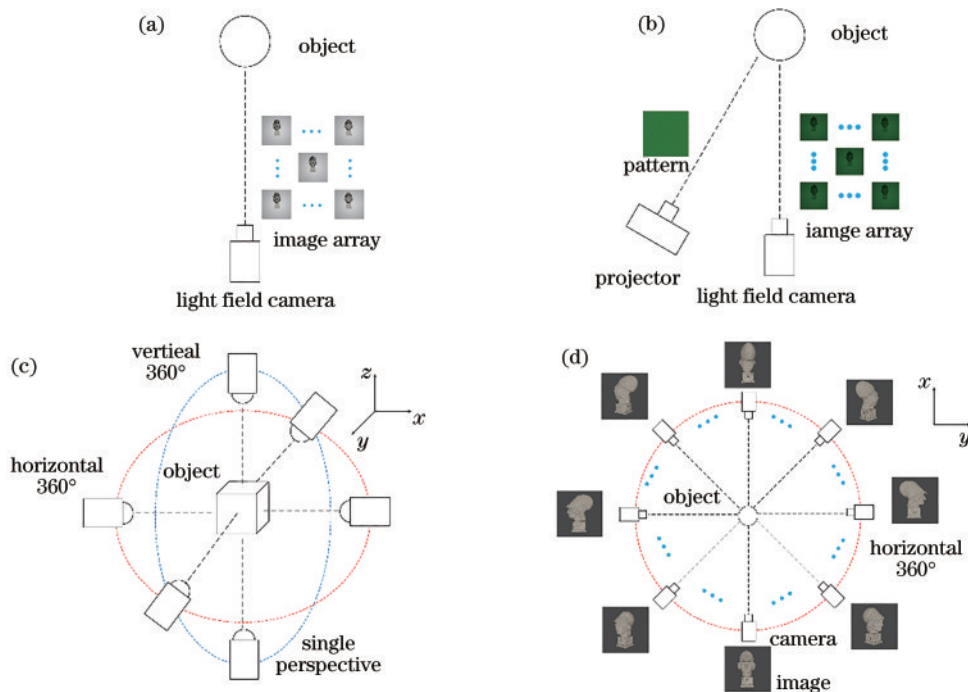 (a)
object
image array
light field camera
(b)
object
pattern
iamge array
projector
light field camera
(c)
vertieal
360°
z
x
y
horizontal
360°
object
single
perspective
(d)
x
y
object
horizontal
360°
camera
image